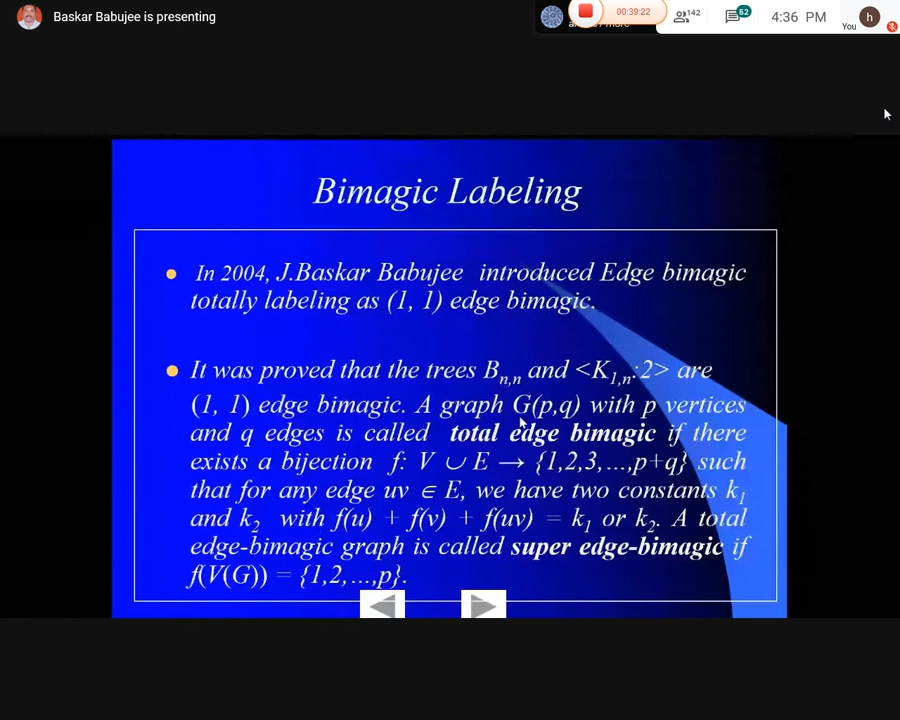 Baskar Babujee is presenting
00:39:22
142
52
4:36 PM
You
h
Bimagic Labeling
In 2004, J.Baskar Babujee introduced Edge bimagic
totally labeling as (1, 1) edge bimagic.
It was proved that the trees Bn,n and <K1,n:2> are
(1, 1) edge bimagic. A graph G(p,q) with p vertices
and q edges is called total edge bimagic if there
exists a bijection f: V ∪ E → {1,2,3,...,p+q} such
that for any edge uv ∈ E, we have two constants k1
and k2 with f(u) + f(v) + f(uv) = k1 or k2. A total
edge-bimagic graph is called super edge-bimagic if
f(V(G)) = {1,2,...,p}.